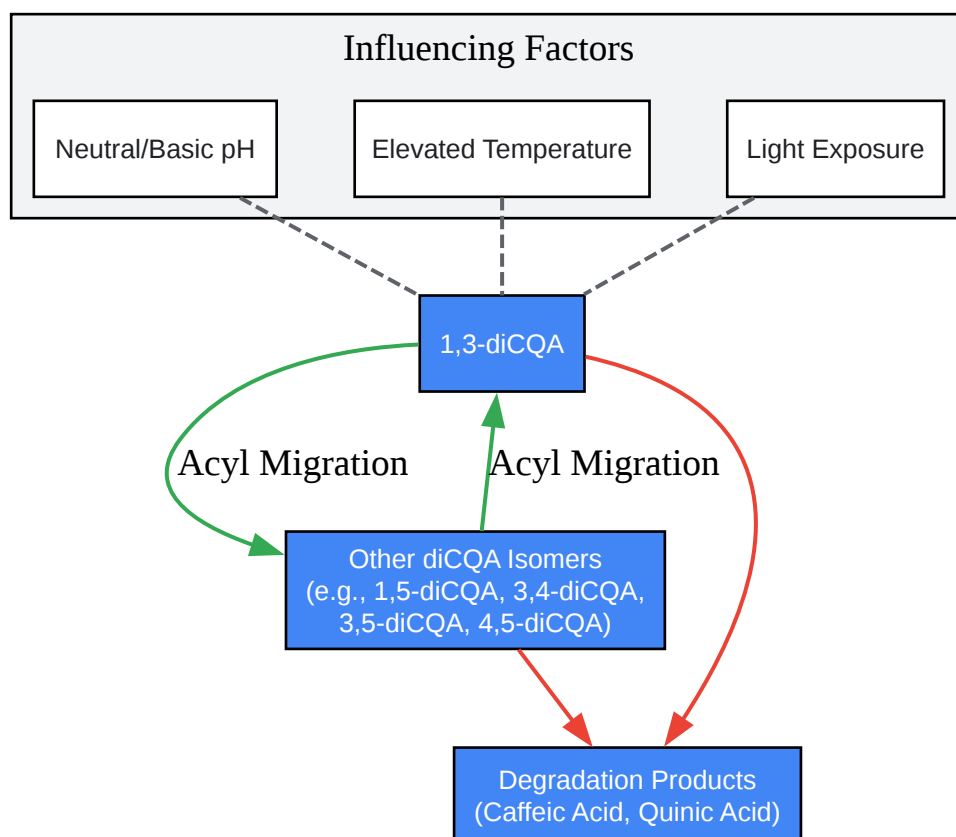 Influencing Factors
Neutral/Basic pH
Elevated Temperature
Light Exposure
1,3-diCQA
Acyl Migration
Acyl Migration
Other diCQA Isomers
(e.g., 1,5-diCQA, 3,4-diCQA,
3,5-diCQA, 4,5-diCQA)
Degradation Products
(Caffeic Acid, Quinic Acid)